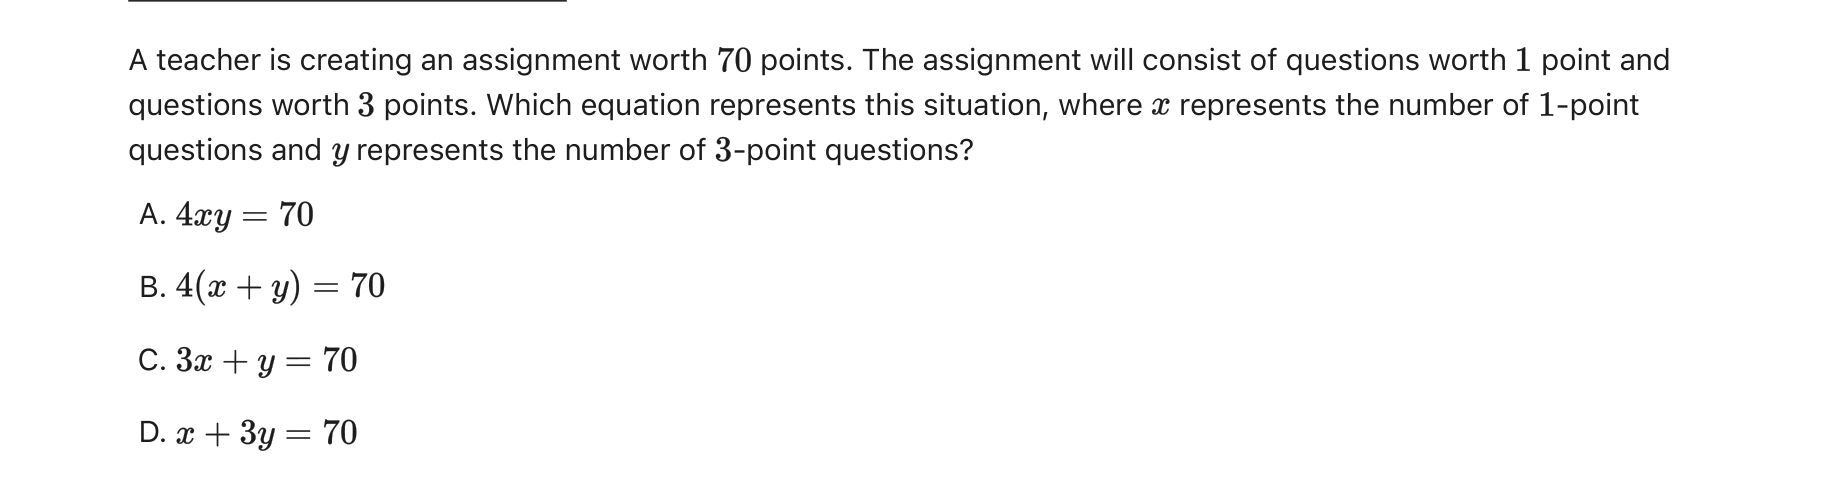 A teacher is creating an assignment worth 70 points. The assignment will consist of questions worth 1 point and
questions worth 3 points. Which equation represents this situation, where x represents the number of 1-point
questions and y represents the number of 3-point questions?
A. 4xy = 70
B. 4(x + y) = 70
C. 3x + y = 70
D. x + 3y = 70